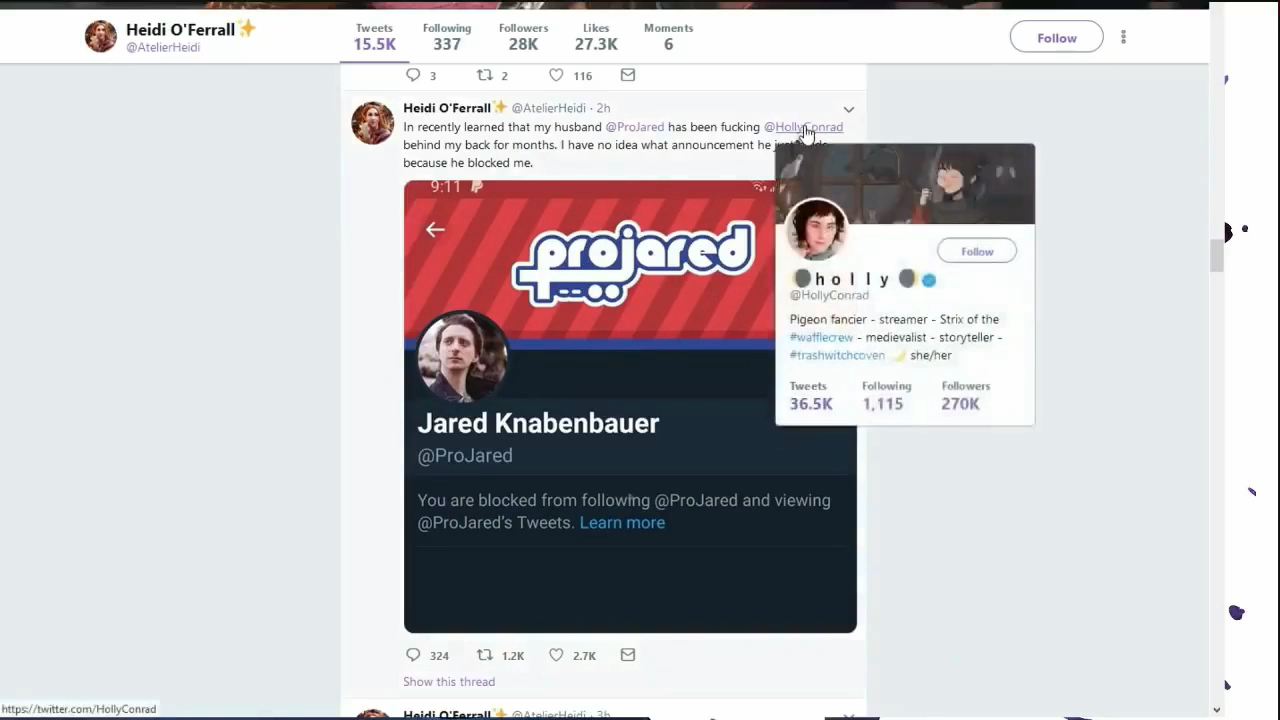 Heidi O'Ferrall
@AtelierHeidi
Tweets
15.5K
Following
337
Followers
28K
Likes
27.3K
Moments
6
Follow
3 2 116
Heidi O'Ferrall @AtelierHeidi · 2h
In recently learned that my husband @ProJared has been fucking @HollyConrad
behind my back for months. I have no idea what announcement he
because he blocked me.
9:11
projared
Jared Knabenbauer
@ProJared
You are blocked from following @ProJared and viewing
@ProJared's Tweets. Learn more
Follow
holly
@HollyConrad
Pigeon fancier - streamer - Strix of the
#wafflecrew - medievalist - storyteller -
#trashwitchcoven she/her
Tweets
36.5K
Following
1,115
Followers
270K
324 1.2K 2.7K
Show this thread
Heidi O'Ferrall @AtelierHeidi · 3h
https://twitter.com/HollyConrad